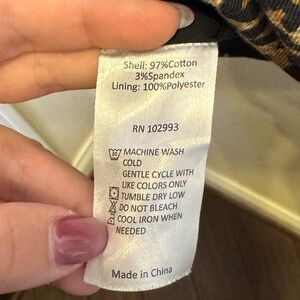 Shell: 97%Cotton
3%Spandex
Lining: 100%Polyester
RN 102993
MACHINE WASH
COLD
GENTLE CYCLE WITH
LIKE COLORS ONLY
TUMBLE DRY LOW
DO NOT BLEACH
COOL IRON WHEN
NEEDED
Made in China